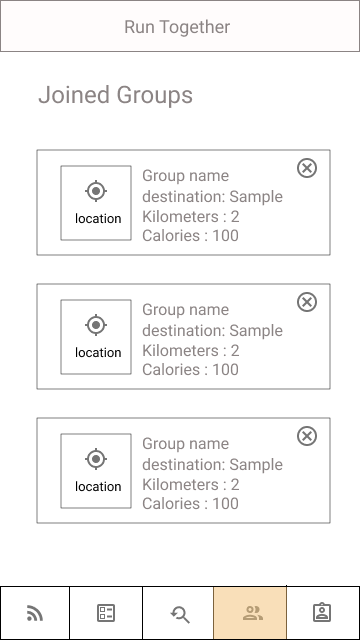 Run Together
Joined Groups
Group name
destination: Sample
Kilometers : 2
Calories : 100
location
Group name
destination: Sample
Kilometers : 2
Calories : 100
location
Group name
destination: Sample
Kilometers : 2
Calories : 100
location